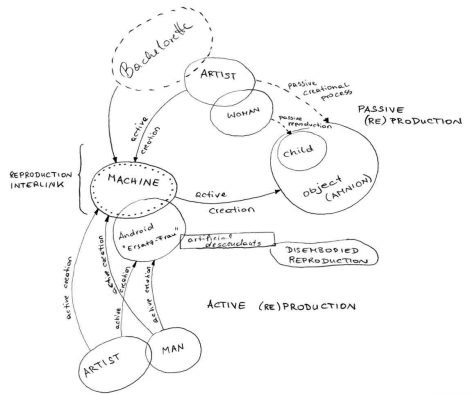 Bachelorette
ARTIST
WOMAN
passive
creational
process
PASSIVE
(RE) PRODUCTION
active
creation
passive
reproduction
child
object
(AMNION)
REPRODUCTION
INTERLINK
MACHINE
active
creation
Android
"Ersatz-Frau"
artificial
descendants
DISEMBODIED
REPRODUCTION
active creation
active creation
active
creation
active
creation
ACTIVE (RE)PRODUCTION
ARTIST
MAN